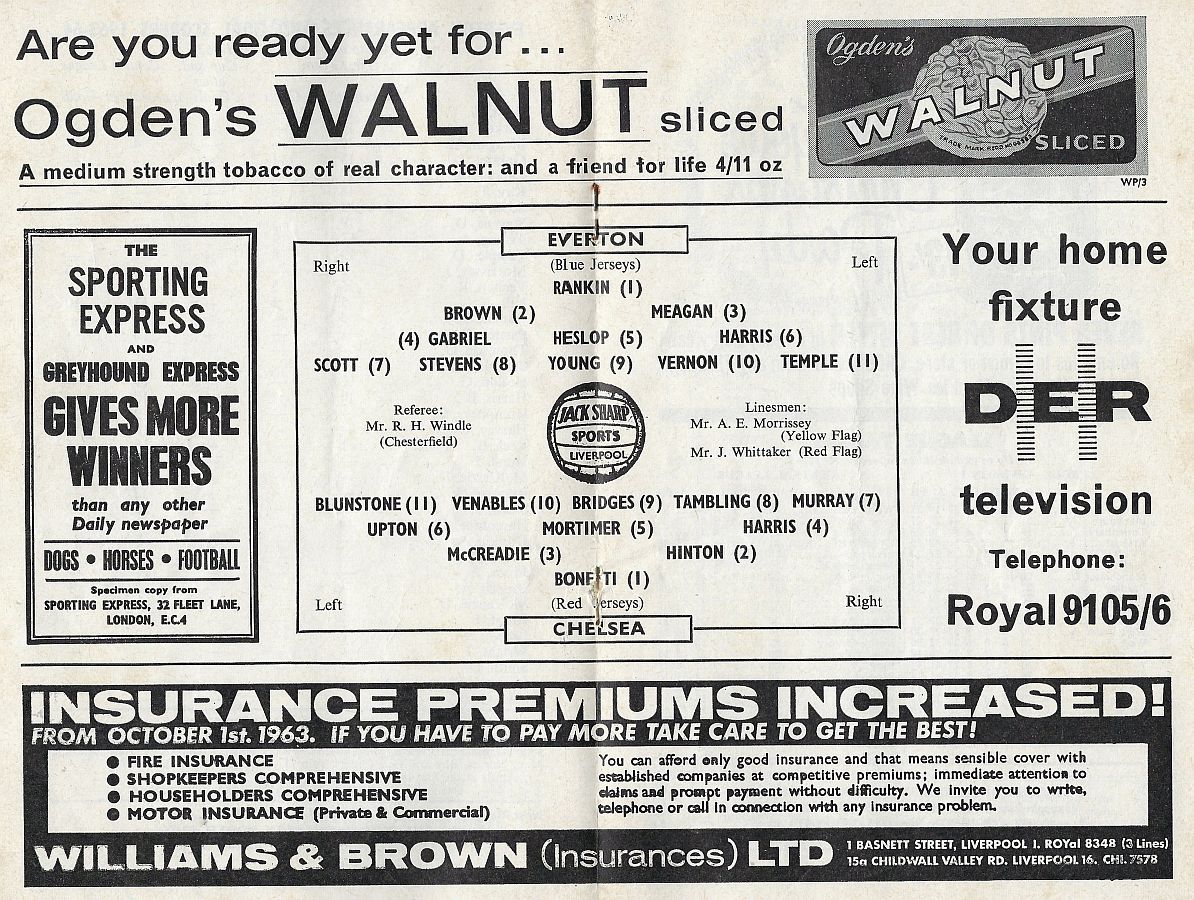 Are you ready yet for...
Ogden's WALNUT sliced
A medium strength tobacco of real character: and a friend for life 4/11 oz
Ogden's
WALNUT
TRADE MARK
SLICED
WP/3
THE
SPORTING
EXPRESS
AND
GREYHOUND EXPRESS
GIVES MORE
WINNERS
than any other
Daily newspaper
DOGS • HORSES • FOOTBALL
Specimen copy from
SPORTING EXPRESS, 32 FLEET LANE,
LONDON, E.C.4
EVERTON
Right (Blue Jerseys) Left
RANKIN (1)
BROWN (2) MEAGAN (3)
(4) GABRIEL HESLOP (5) HARRIS (6)
SCOTT (7) STEVENS (8) YOUNG (9) VERNON (10) TEMPLE (11)
Referee:
Mr. R. H. Windle
(Chesterfield)
JACK SHARP
SPORTS
LIVERPOOL
Linesmen:
Mr. A. E. Morrissey
(Yellow Flag)
Mr. J. Whittaker (Red Flag)
BLUNSTONE (11) VENABLES (10) BRIDGES (9) TAMBLING (8) MURRAY (7)
UPTON (6) MORTIMER (5) HARRIS (4)
McCREADIE (3) HINTON (2)
BONETTI (1)
Left (Red Jerseys) Right
CHELSEA
Your home
fixture
DER
television
Telephone:
Royal 9105/6
INSURANCE PREMIUMS INCREASED!
FROM OCTOBER 1st. 1963. IF YOU HAVE TO PAY MORE TAKE CARE TO GET THE BEST!
● FIRE INSURANCE
● SHOPKEEPERS COMPREHENSIVE
● HOUSEHOLDERS COMPREHENSIVE
● MOTOR INSURANCE (Private & Commercial)
You can afford only good insurance and that means sensible cover with
established companies at competitive premiums; immediate attention to
claims and prompt payment without difficulty. We invite you to write,
telephone or call in connection with any insurance problem.
WILLIAMS & BROWN (Insurances) LTD
1 BASNETT STREET, LIVERPOOL 1. ROYal 8348 (3 Lines)
15a CHILDWALL VALLEY RD. LIVERPOOL 16. CHI. 7578